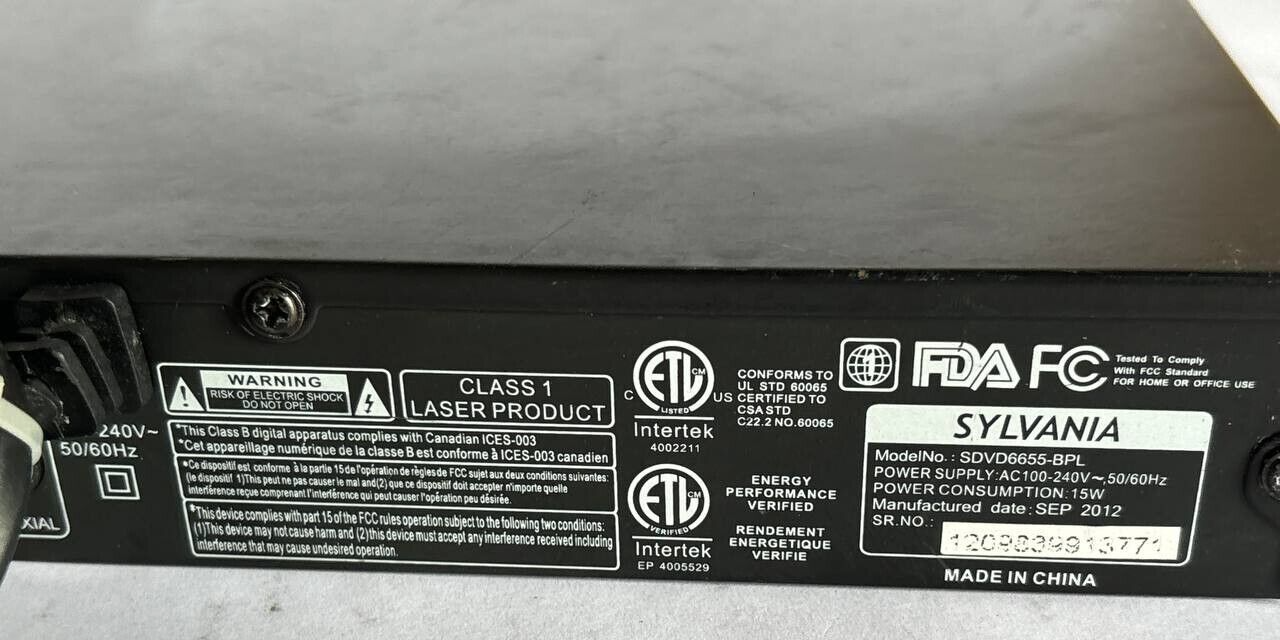 WARNING
RISK OF ELECTRIC SHOCK
DO NOT OPEN
CLASS 1
LASER PRODUCT
240V~
50/60Hz
XIAL
*This Class B digital apparatus complies with Canadian ICES-003
*Cet appareillage numérique de la classe B est conforme à ICES-003 canadien
*Ce dispositif est conforme à la partie 15 de l'opération de règles de FCC sujet aux deux conditions suivantes:
(le dispositif 1)This peut ne pas causer le mal and(2) que ce dispositif doit accepter n'importe quelle
interférence reçue comprenant l'interférence qui peut causer l'opération peu désirée.
*This device complies with part 15 of the FCC rules operation subject to the following two conditions:
(1)This device may not cause harm and (2) this device must accept any interference received including
interference that may cause undesired operation.
C ETL CM US
LISTED
Intertek
4002211
CONFORMS TO
UL STD 60065
CERTIFIED TO
CSA STD
C22.2 NO.60065
ETL CM
VERIFIED
Intertek
EP 4005529
ENERGY
PERFORMANCE
VERIFIED
RENDEMENT
ENERGETIQUE
VERIFIE
1
FDA
FC
Tested To Comply
With FCC Standard
FOR HOME OR OFFICE USE
SYLVANIA
ModelNo.: SDVD6655-BPL
POWER SUPPLY:AC100-240V~,50/60Hz
POWER CONSUMPTION:15W
Manufactured date:SEP 2012
SR.NO.:
1209839913771
MADE IN CHINA